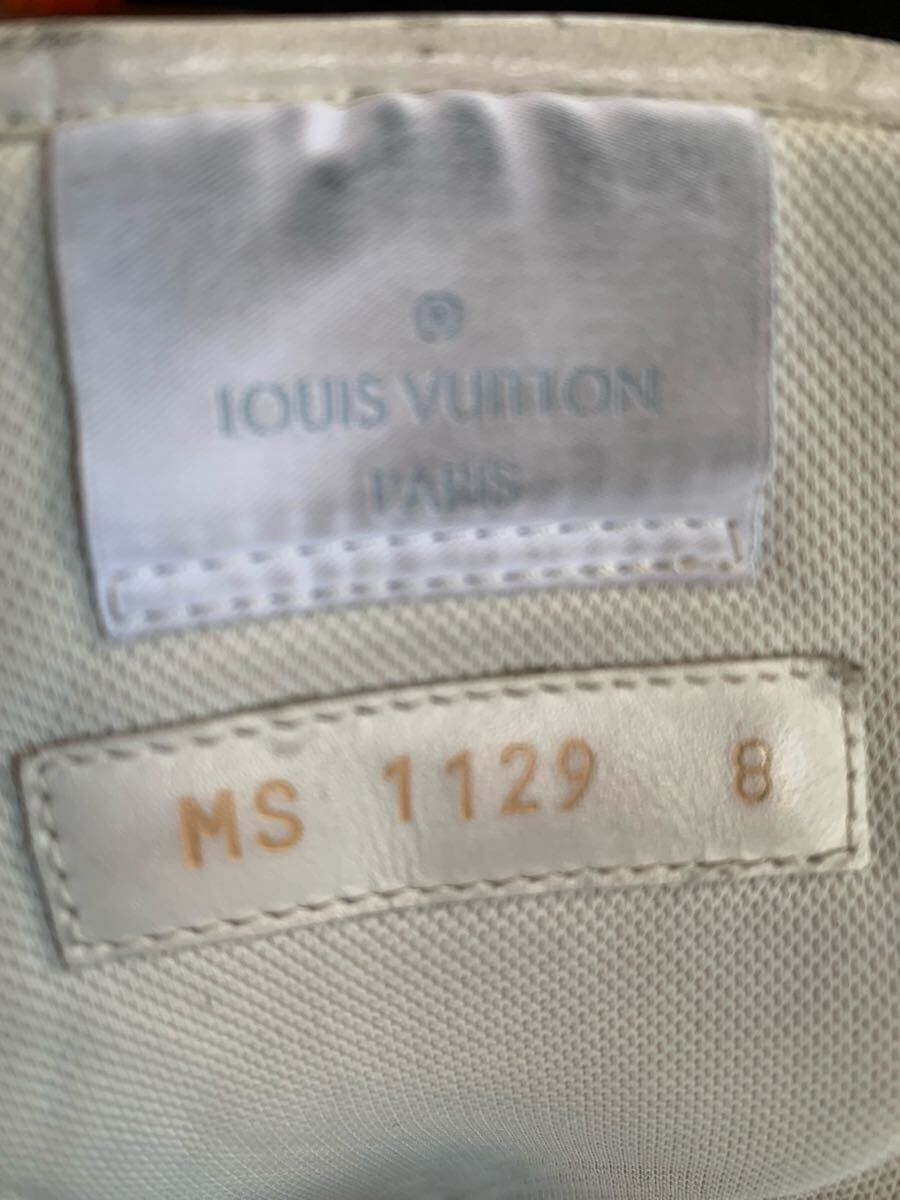 ®
LOUIS VUITTON
PARIS
MS 1129 8